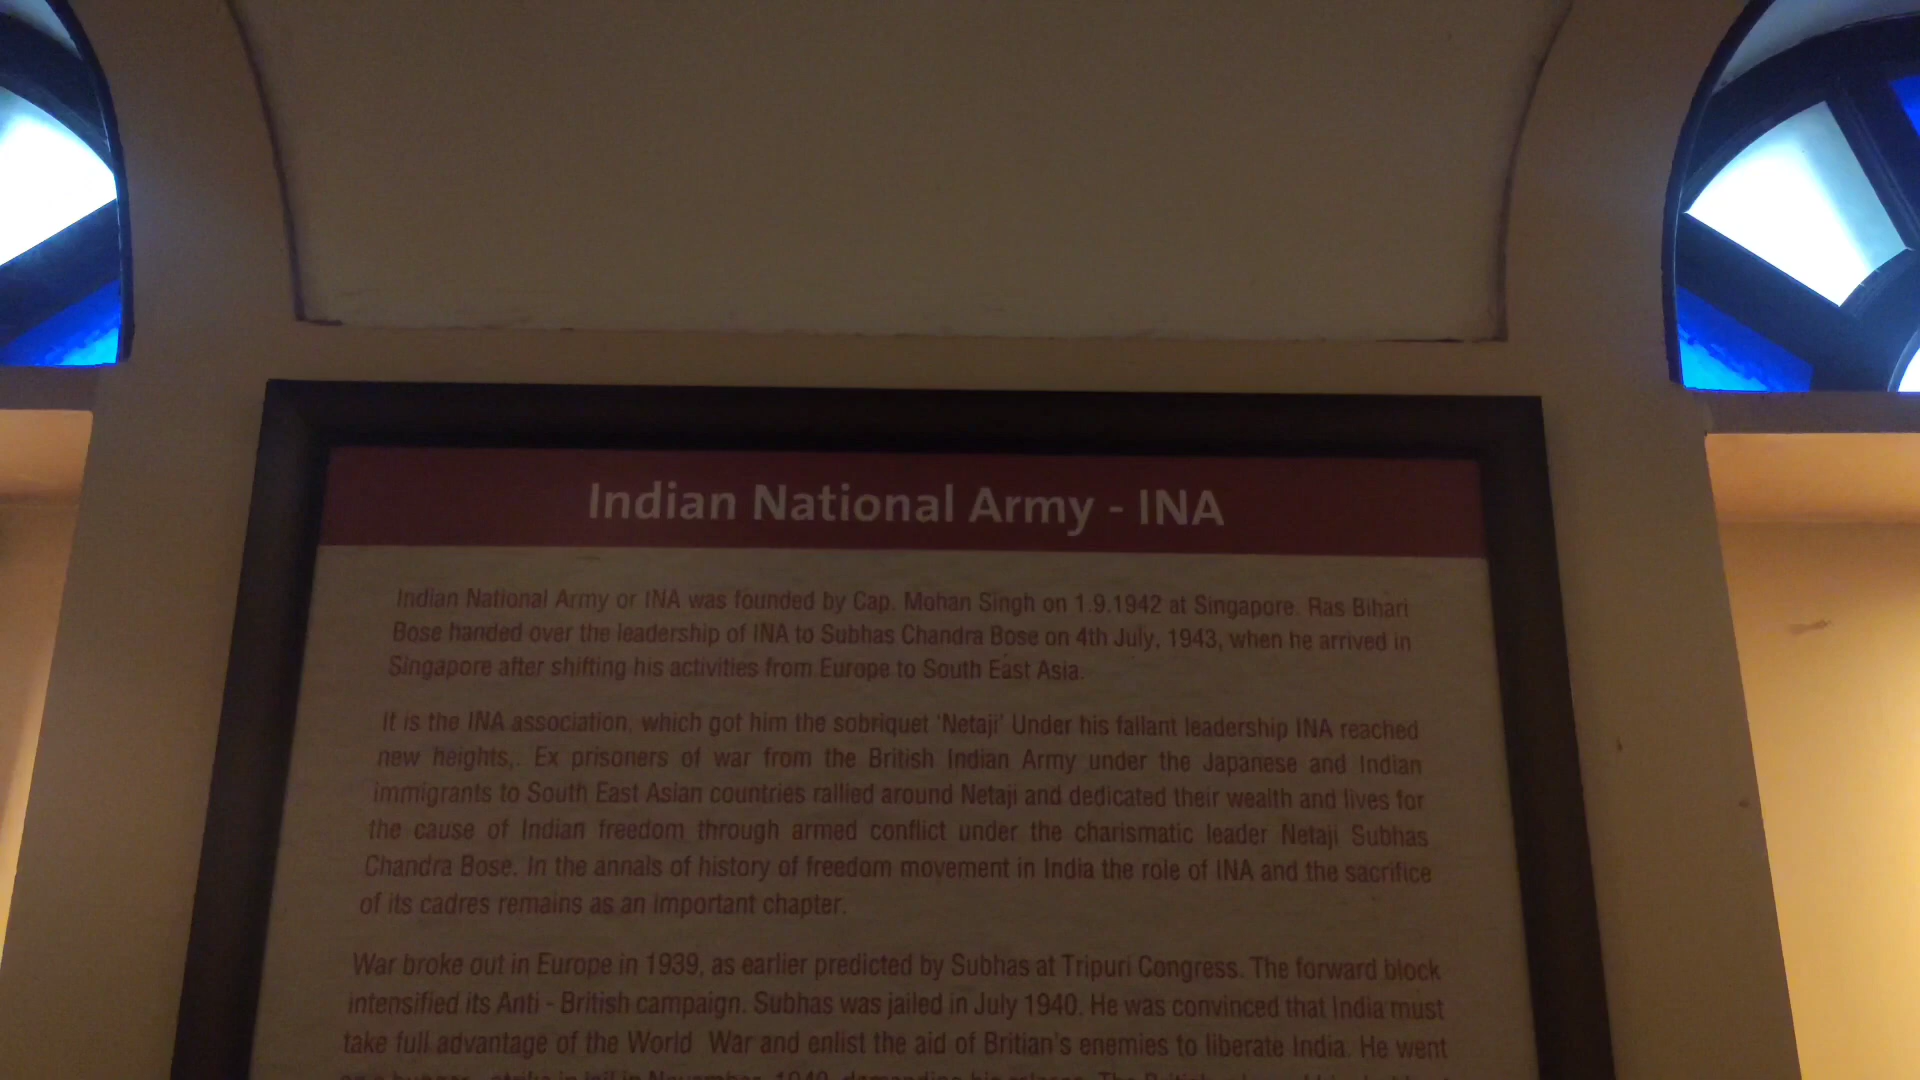 Indian National Army - INA
Indian National Army or INA was founded by Cap. Mohan Singh on 1.9.1942 at Singapore. Ras Bihari
Bose handed over the leadership of INA to Subhas Chandra Bose on 4th July, 1943, when he arrived in
Singapore after shifting his activities from Europe to South East Asia.
It is the INA association, which got him the sobriquet 'Netaji' Under his fallant leadership INA reached
new heights,. Ex prisoners of war from the British Indian Army under the Japanese and Indian
immigrants to South East Asian countries rallied around Netaji and dedicated their wealth and lives for
the cause of Indian freedom through armed conflict under the charismatic leader Netaji Subhas
Chandra Bose. In the annals of history of freedom movement in India the role of INA and the sacrifice
of its cadres remains as an important chapter.
War broke out in Europe in 1939, as earlier predicted by Subhas at Tripuri Congress. The forward block
intensified its Anti - British campaign. Subhas was jailed in July 1940. He was convinced that India must
take full advantage of the World War and enlist the aid of Britian's enemies to liberate India. He went